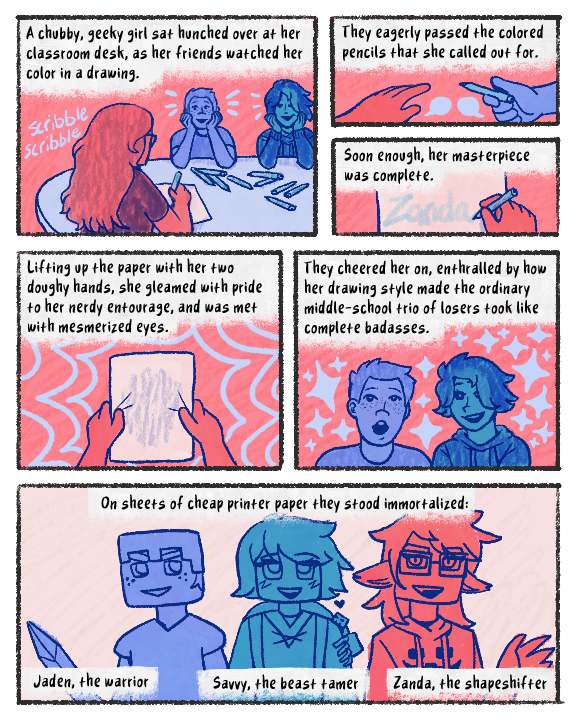 A chubby, geeky girl sat hunched over at her
classroom desk, as her friends watched her
color in a drawing.
scribble
scribble
They eagerly passed the colored
pencils that she called out for.
Soon enough, her masterpiece
was complete.
Zanda
Lifting up the paper with her two
doughy hands, she gleamed with pride
to her nerdy entourage, and was met
with mesmerized eyes.
They cheered her on, enthralled by how
her drawing style made the ordinary
middle-school trio of losers took like
complete badasses.
On sheets of cheap printer paper they stood immortalized:
Jaden, the warrior
Savvy, the beast tamer
Zanda, the shapeshifter